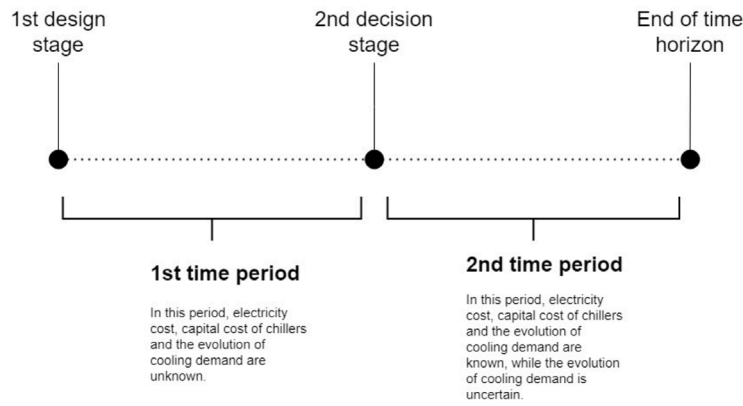 1st design
stage
2nd decision
stage
End of time
horizon
1st time period
In this period, electricity
cost, capital cost of chillers
and the evolution of
cooling demand are
unknown.
2nd time period
In this period, electricity
cost, capital cost of chillers
and the evolution of
cooling demand are
known, while the evolution
of cooling demand is
uncertain.